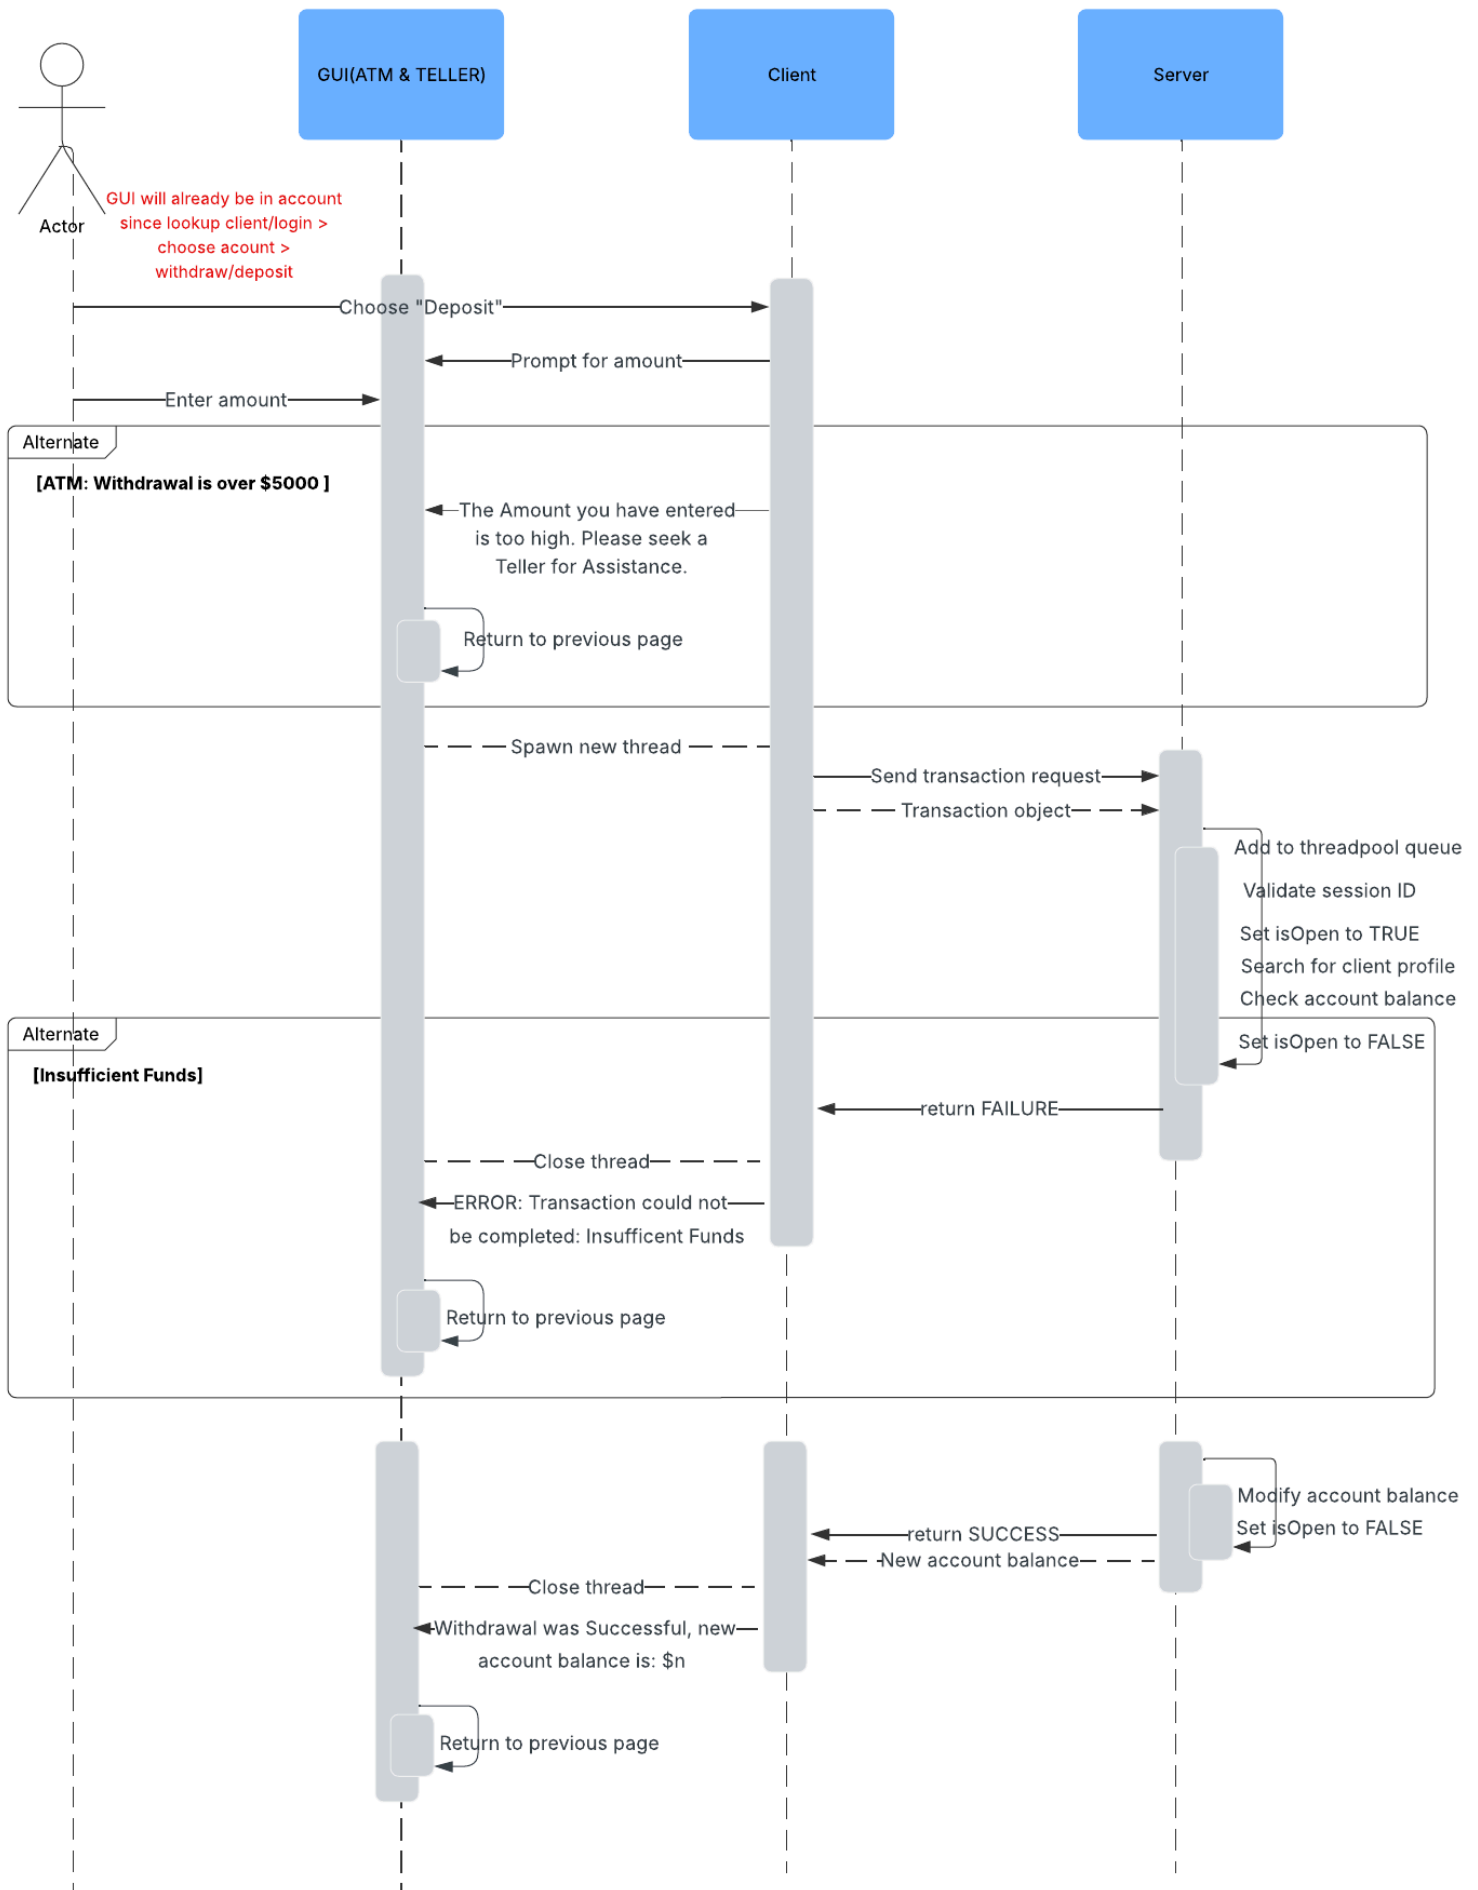 GUI(ATM & TELLER)
Client
Server
Actor
GUI will already be in account
since lookup client/login >
choose acount >
withdraw/deposit
Choose "Deposit"
Prompt for amount
Enter amount
Alternate
[ATM: Withdrawal is over $5000 ]
The Amount you have entered
is too high. Please seek a
Teller for Assistance.
Return to previous page
Spawn new thread
Send transaction request
Transaction object
Add to threadpool queue
Validate session ID
Set isOpen to TRUE
Search for client profile
Check account balance
Alternate
Set isOpen to FALSE
[Insufficient Funds]
return FAILURE
Close thread
ERROR: Transaction could not
be completed: Insufficent Funds
Return to previous page
Modify account balance
Set isOpen to FALSE
return SUCCESS
New account balance
Close thread
Withdrawal was Successful, new
account balance is: $n
Return to previous page